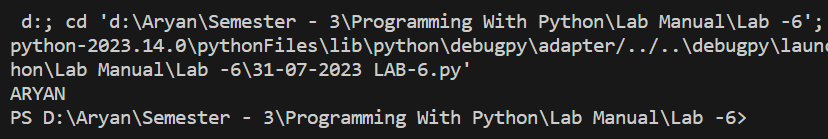 d:; cd 'd:\Aryan\Semester - 3\Programming With Python\Lab Manual\Lab -6';
python-2023.14.0\pythonFiles\lib\python\debugpy\adapter/../..\debugpy\laun
hon\Lab Manual\Lab -6\31-07-2023 LAB-6.py'
ARYAN
PS D:\Aryan\Semester - 3\Programming With Python\Lab Manual\Lab -6>